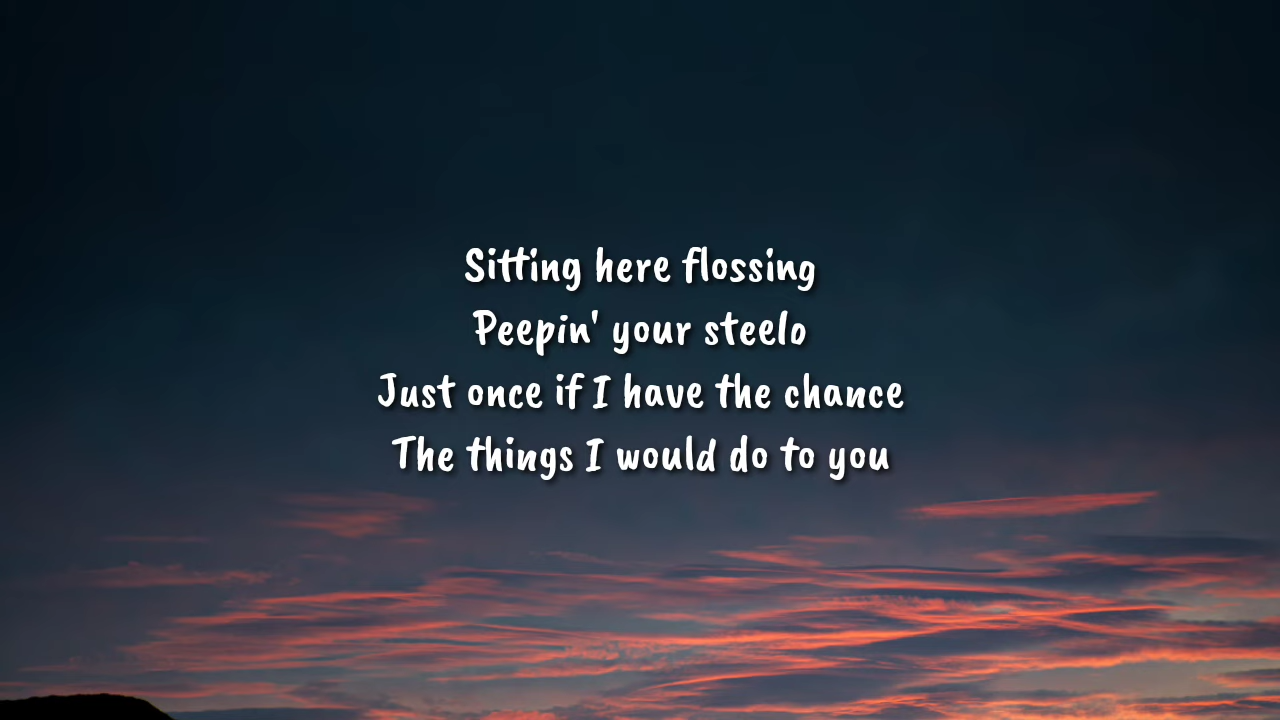 Sitting here flossing
Peepin' your steelo
Just once if I have the chance
The things I would do to you